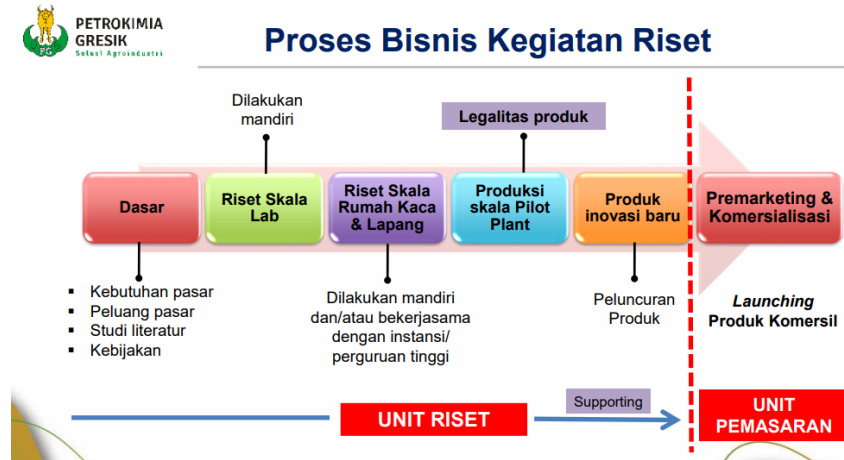 PETROKIMIA
GRESIK
Solusi Agroindustri
PG
Proses Bisnis Kegiatan Riset
Dilakukan
mandiri
Legalitas produk
Dasar
Riset Skala
Lab
Riset Skala
Rumah Kaca
& Lapang
Produksi
skala Pilot
Plant
Produk
inovasi baru
Premarketing &
Komersialisasi
▪ Kebutuhan pasar
▪ Peluang pasar
▪ Studi literatur
▪ Kebijakan
Dilakukan mandiri
dan/atau bekerjasama
dengan instansi/
perguruan tinggi
Peluncuran
Produk
Launching
Produk Komersil
UNIT RISET
Supporting
UNIT
PEMASARAN